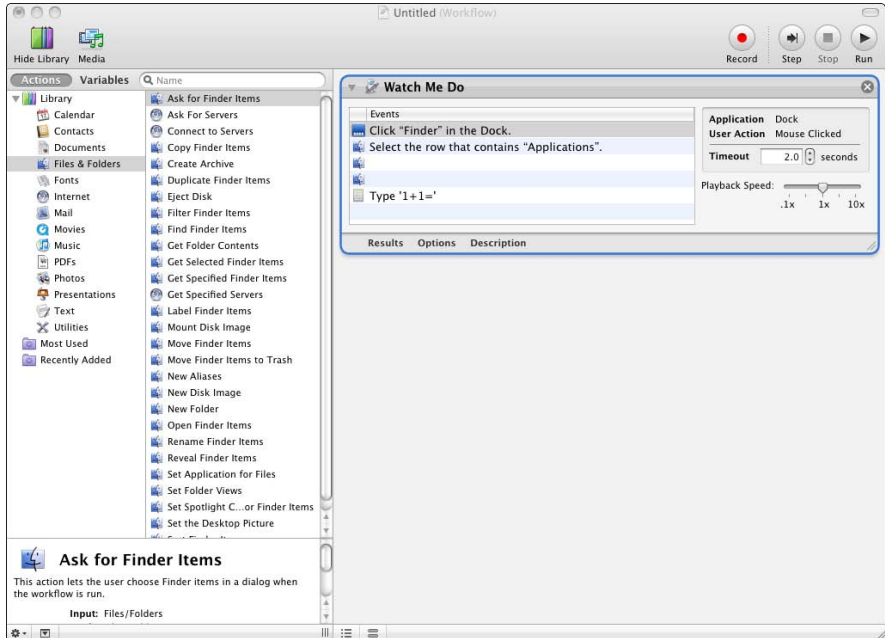 Untitled (Workflow)
Hide Library
Media
Record
Step
Stop
Run
Actions
Variables
Name
Library
Calendar
Contacts
Documents
Files & Folders
Fonts
Internet
Mail
Movies
Music
PDFs
Photos
Presentations
Text
Utilities
Most Used
Recently Added
Ask for Finder Items
Ask For Servers
Connect to Servers
Copy Finder Items
Create Archive
Duplicate Finder Items
Eject Disk
Filter Finder Items
Find Finder Items
Get Folder Contents
Get Selected Finder Items
Get Specified Finder Items
Get Specified Servers
Label Finder Items
Mount Disk Image
Move Finder Items
Move Finder Items to Trash
New Aliases
New Disk Image
New Folder
Open Finder Items
Rename Finder Items
Reveal Finder Items
Set Application for Files
Set Folder Views
Set Spotlight C...or Finder Items
Set the Desktop Picture
Ask for Finder Items
This action lets the user choose Finder items in a dialog when
the workflow is run.
Input: Files/Folders
Watch Me Do
Events
Click “Finder” in the Dock.
Select the row that contains “Applications”.
Type '1+1='
Application Dock
User Action Mouse Clicked
Timeout 2.0 seconds
Playback Speed:
.1x 1x 10x
Results Options Description